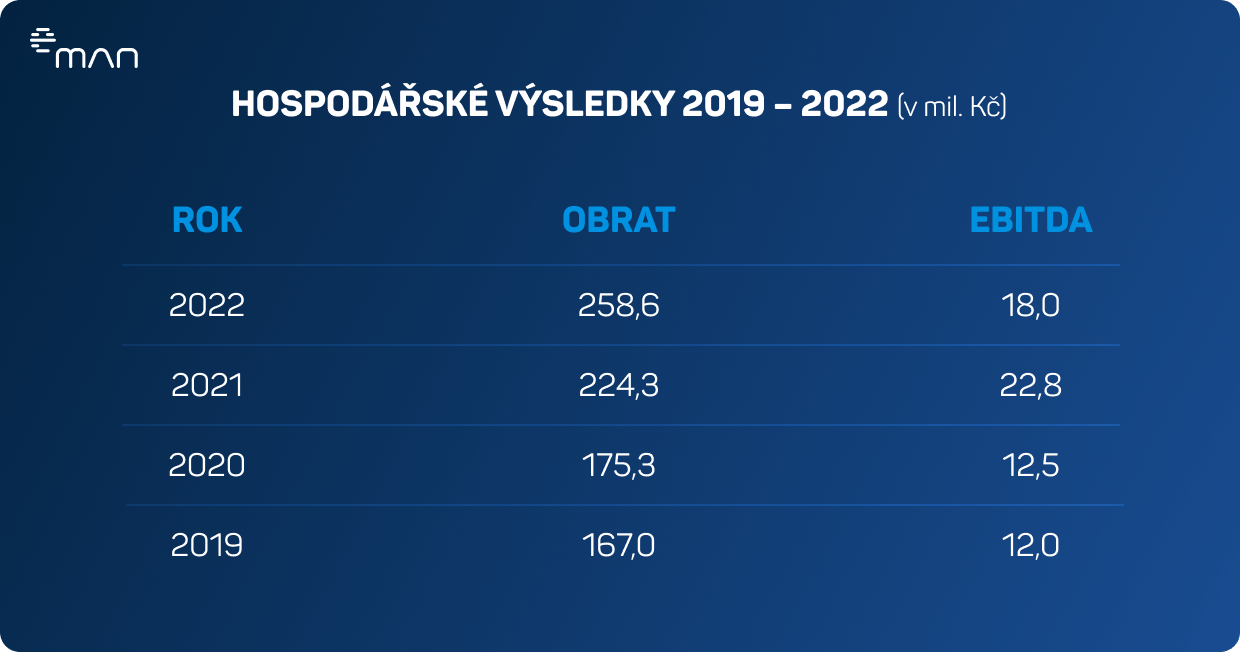 eman
HOSPODÁŘSKÉ VÝSLEDKY 2019 – 2022 (v mil. Kč)
ROK OBRAT EBITDA
2022 258,6 18,0
2021 224,3 22,8
2020 175,3 12,5
2019 167,0 12,0